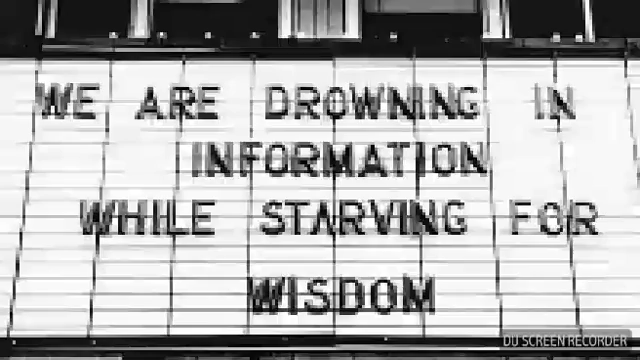 WE ARE DROWNING IN
INFORMATION
WHILE STARVING FOR
WISDOM
DU SCREEN RECORDER